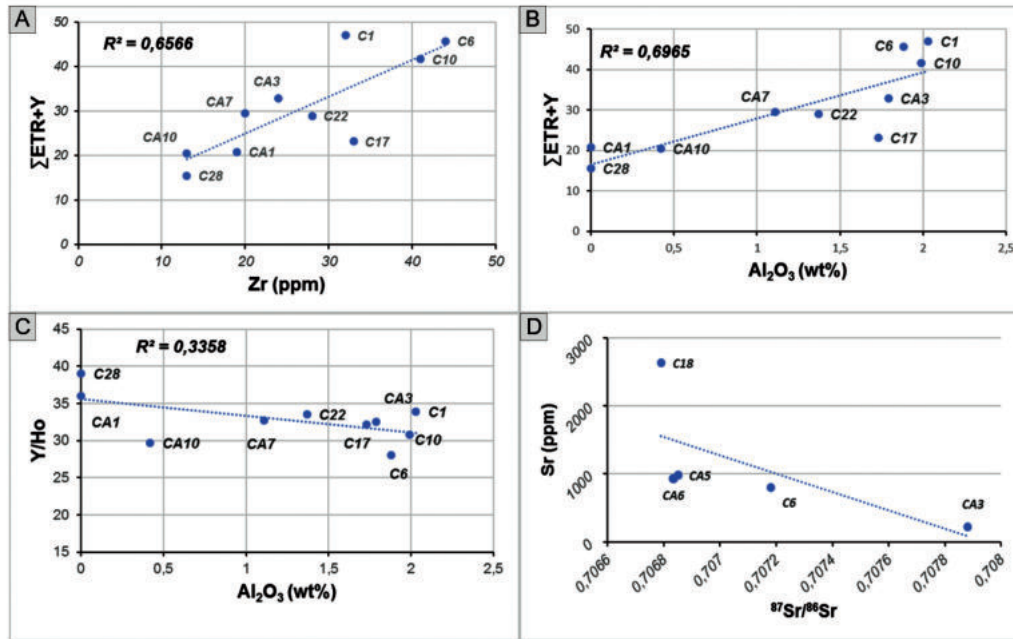 A
R² = 0,6566
50
40
30
20
10
0
∑ETR+Y
C1
C6
C10
CA3
CA7
C22
C17
CA10
CA1
C28
0
10
20
30
40
50
Zr (ppm)
B
R² = 0,6965
50
40
30
20
10
0
∑ETR+Y
C6
C1
C10
CA7
CA3
C22
C17
CA1
CA10
C28
0
0,5
1
1,5
2
2,5
Al₂O₃ (wt%)
C
R² = 0,3358
45
40
35
30
25
20
15
Y/Ho
C28
CA1
CA10
CA7
C22
CA3
C1
C17
C10
C6
0
0,5
1
1,5
2
2,5
Al₂O₃ (wt%)
D
3000
2000
1000
0
Sr (ppm)
C18
CA5
CA6
C6
CA3
0,7066
0,7068
0,707
0,7072
0,7074
0,7076
0,7078
0,708
⁸⁷Sr/⁸⁶Sr